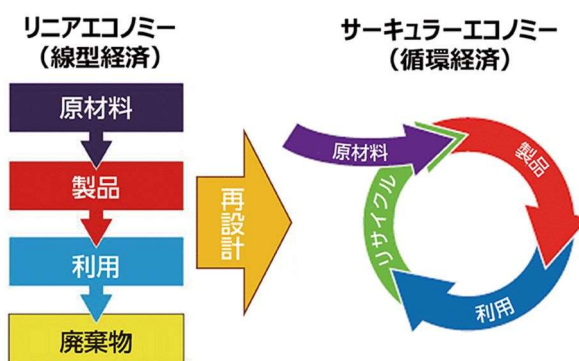 リニアエコノミー
（線型経済）
原材料
製品
利用
廃棄物
再設計
サーキュラーエコノミー
（循環経済）
原材料
製品
利用
リサイクル